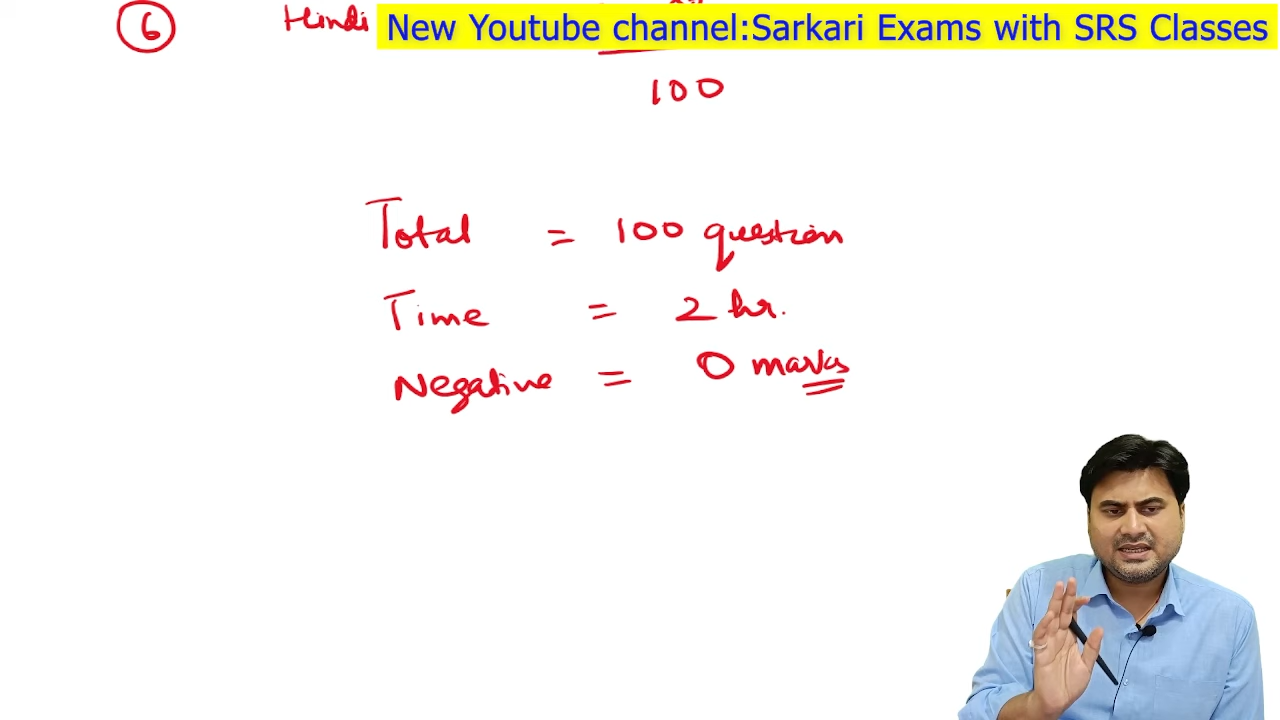 New Youtube channel:Sarkari Exams with SRS Classes
6 Hindi
100
Total = 100 question
Time = 2 hr.
Negative = 0 marks